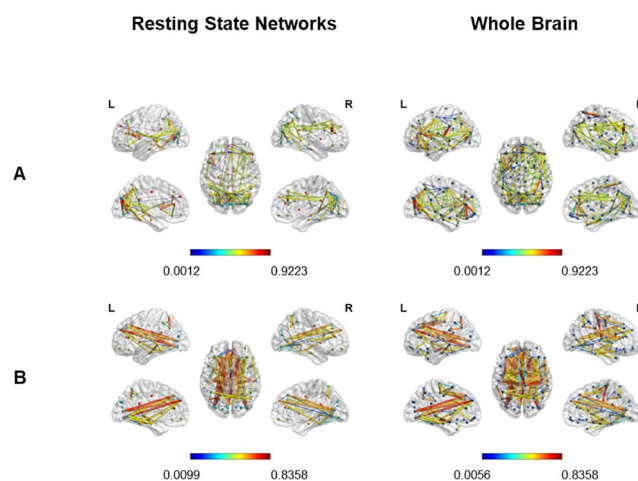 Resting State Networks Whole Brain
L R L
A
0.0012 0.9223 0.0012 0.9223
L R L
B
0.0099 0.8358 0.0056 0.8358